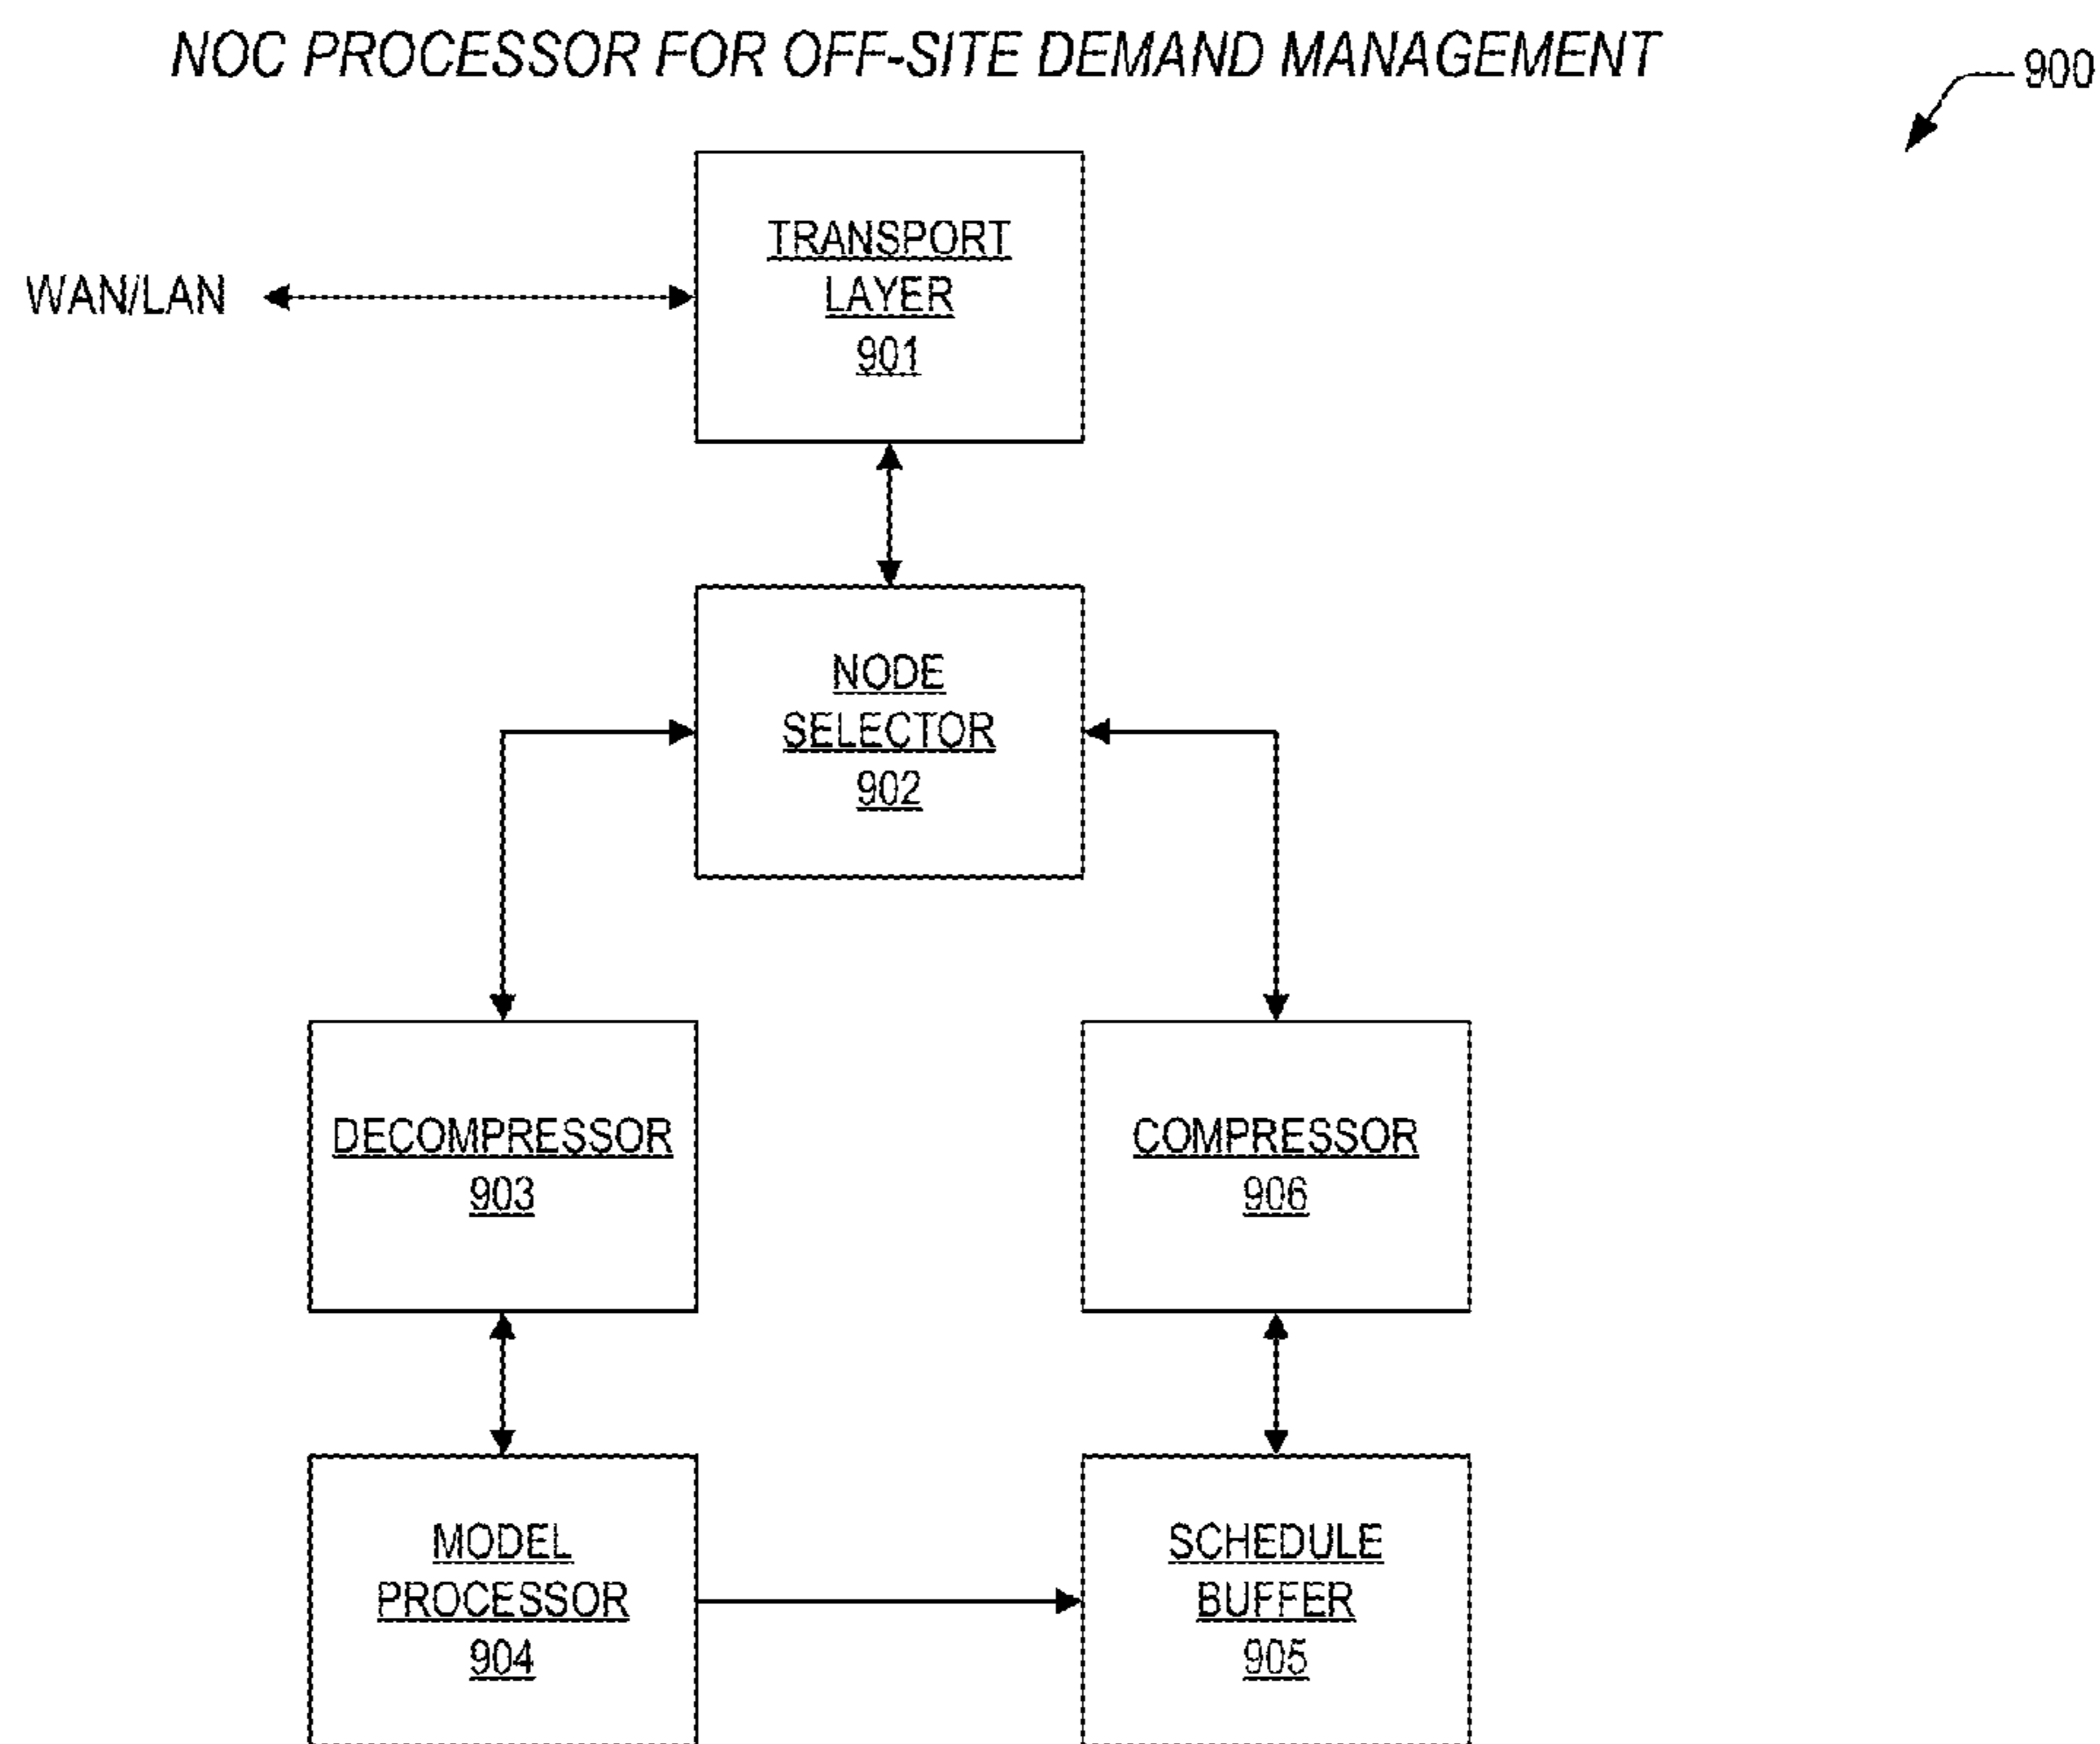 NOC PROCESSOR FOR OFF-SITE DEMAND MANAGEMENT
900
TRANSPORT
LAYER
901
WAN/LAN
NODE
SELECTOR
902
DECOMPRESSOR
903
COMPRESSOR
906
MODEL
PROCESSOR
904
SCHEDULE
BUFFER
905